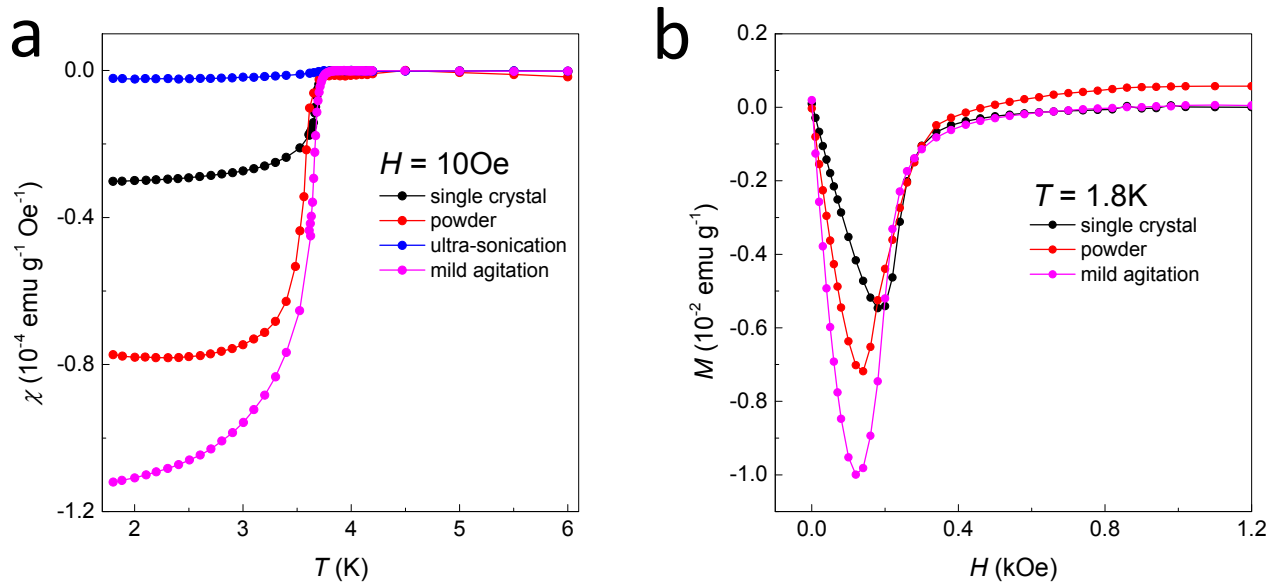 a
0.0
-0.4
-0.8
-1.2
χ (10⁻⁴ emu g⁻¹ Oe⁻¹)
H = 10Oe
single crystal
powder
ultra-sonication
mild agitation
2 3 4 5 6
T (K)
b
0.0
-0.2
-0.4
-0.6
-0.8
-1.0
M (10⁻² emu g⁻¹)
T = 1.8K
single crystal
powder
mild agitation
0.0 0.4 0.8 1.2
H (kOe)